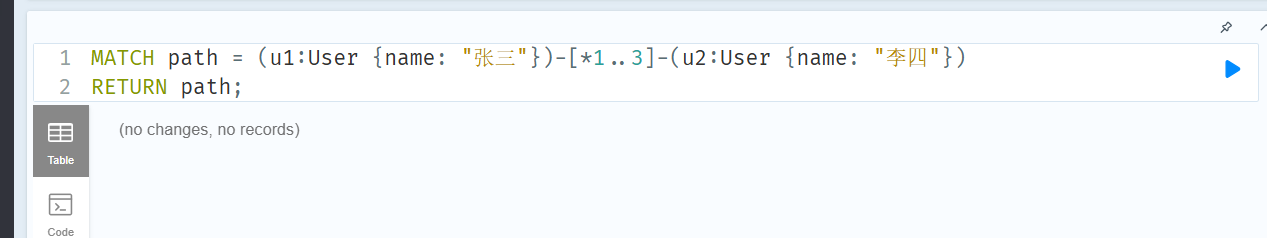 1 MATCH path = (u1:User {name: "张三"})-[*1..3]-(u2:User {name: "李四"})
2 RETURN path;
(no changes, no records)
Table
Code